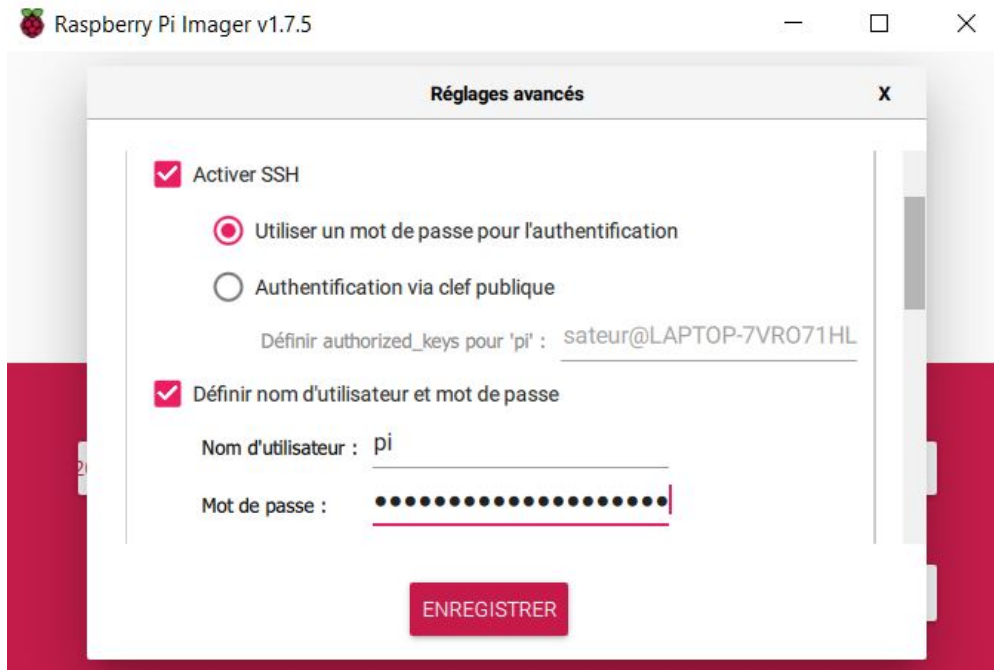 Raspberry Pi Imager v1.7.5
Réglages avancés X
Activer SSH
Utiliser un mot de passe pour l'authentification
Authentification via clef publique
Définir authorized_keys pour 'pi' : sateur@LAPTOP-7VRO71HL
Définir nom d'utilisateur et mot de passe
Nom d'utilisateur : pi
Mot de passe : ••••••••••••••••••••
ENREGISTRER